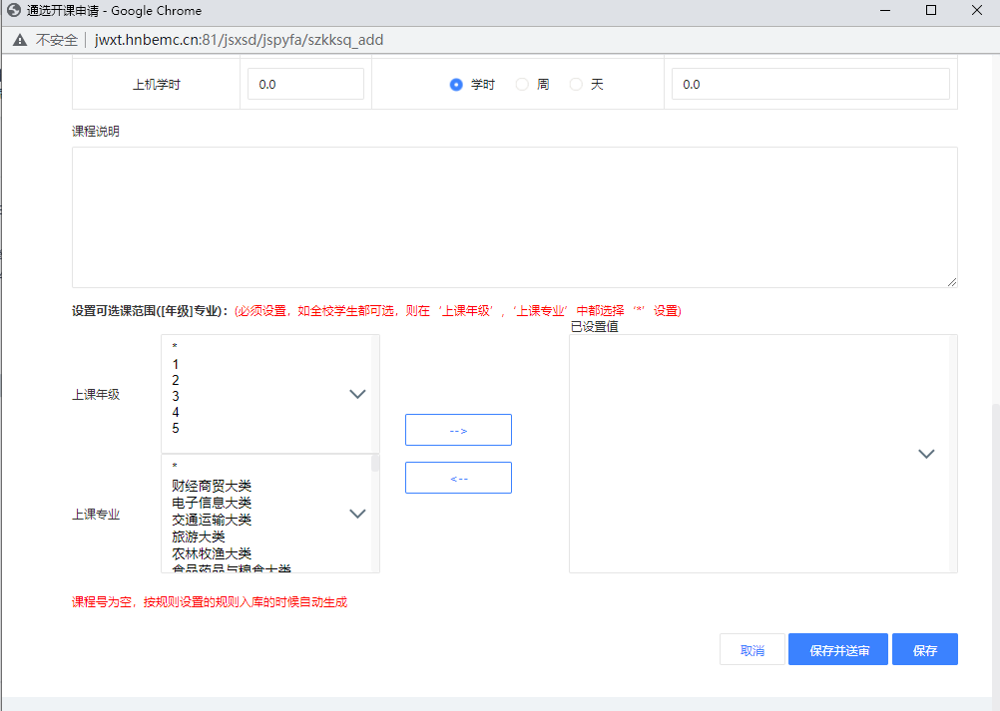 通选开课申请 - Google Chrome
不安全 | jwxt.hnbemc.cn:81/jsxsd/jspyfa/szkksq_add
上机学时 0.0 学时 周 天 0.0
课程说明
设置可选课范围([年级]专业)：(必须设置，如全校学生都可选，则在‘上课年级’,‘上课专业’中都选择‘*’设置)
已设置值
上课年级
*
1
2
3
4
5
-->
<--
上课专业
*
财经商贸大类
电子信息大类
交通运输大类
旅游大类
农林牧渔大类
食品药品与粮食大类
课程号为空，按规则设置的规则入库的时候自动生成
取消 保存并送审 保存